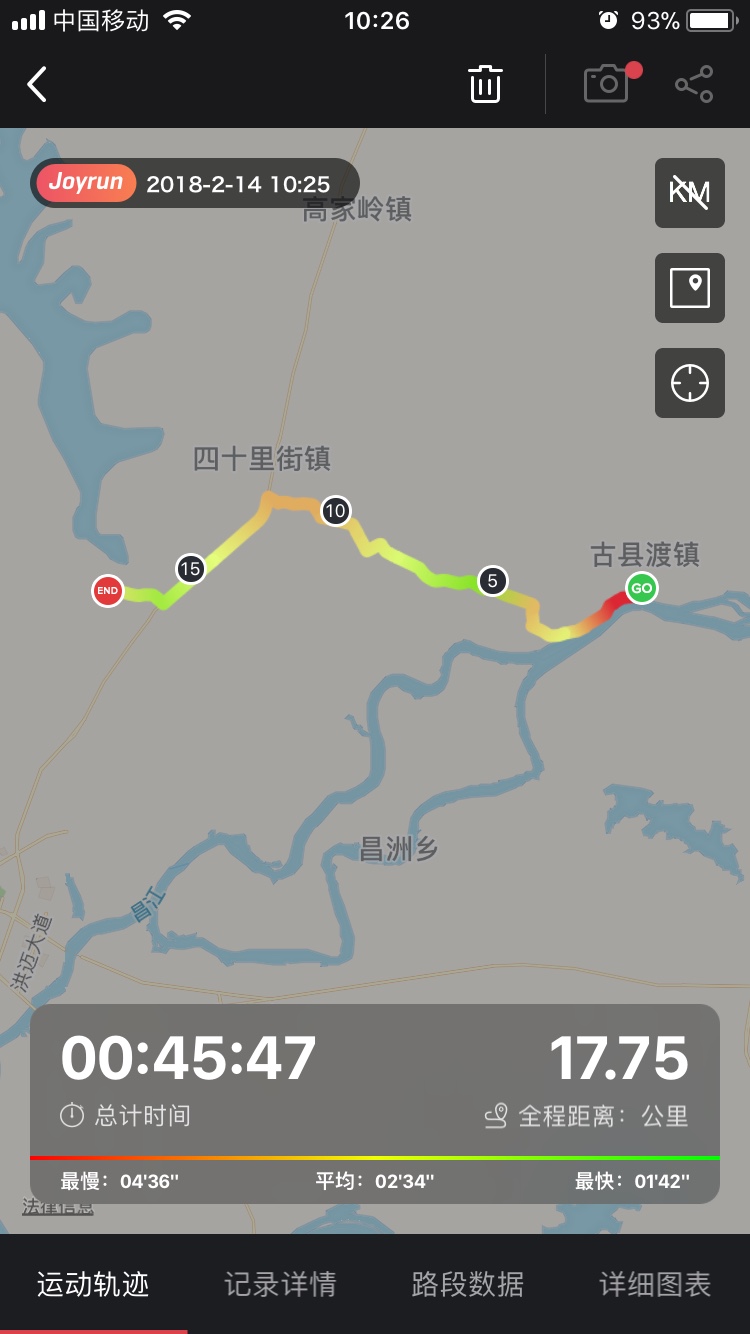 中国移动
10:26
93%
Joyrun
2018-2-14 10:25
KM
高家岭镇
四十里街镇
10
古县渡镇
15
5
END
GO
昌洲乡
昌江
洪迈大道
00:45:47
17.75
总计时间
全程距离：公里
最慢：04'36"
平均：02'34"
最快：01'42"
法律信息
运动轨迹
记录详情
路段数据
详细图表